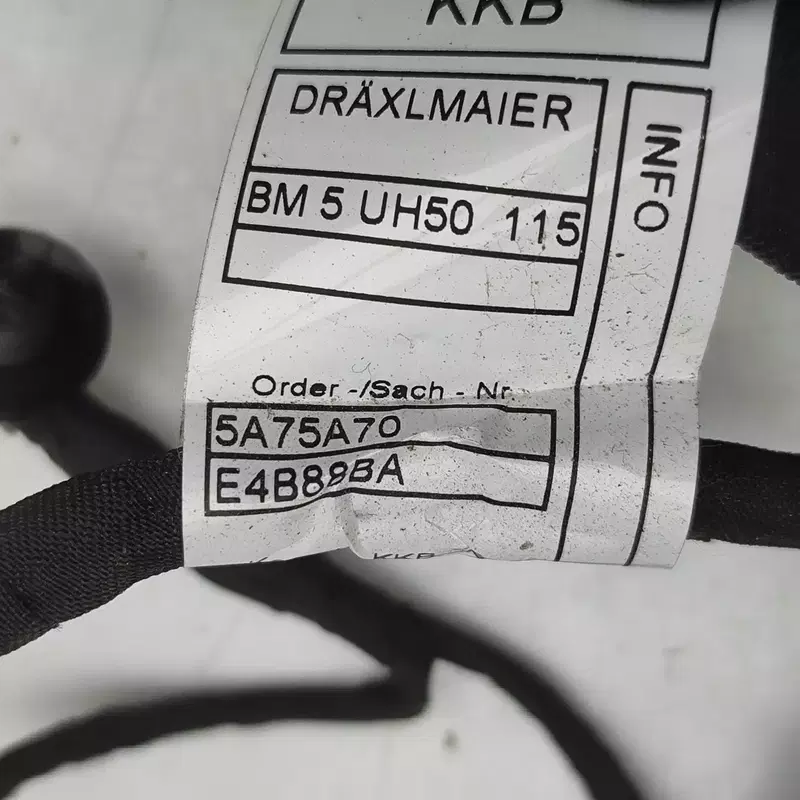 KKB
DRÄXLMAIER
BM 5 UH50 115
INFO
Order -/Sach - Nr
5A75A70
E4B88BA
KKB